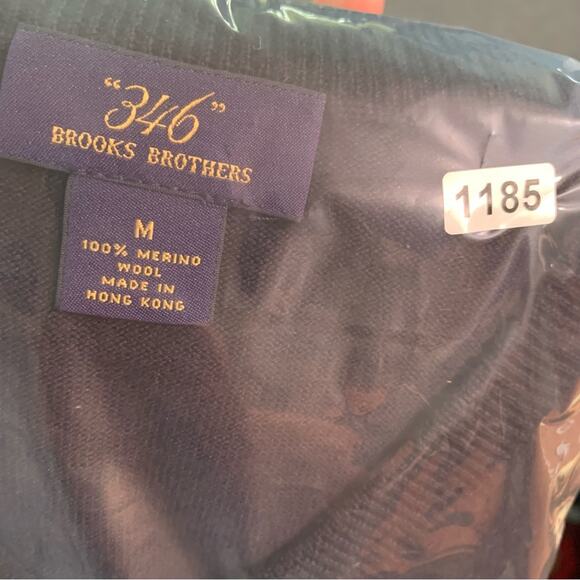 "346"
BROOKS BROTHERS
M
100% MERINO
WOOL
MADE IN
HONG KONG
1185